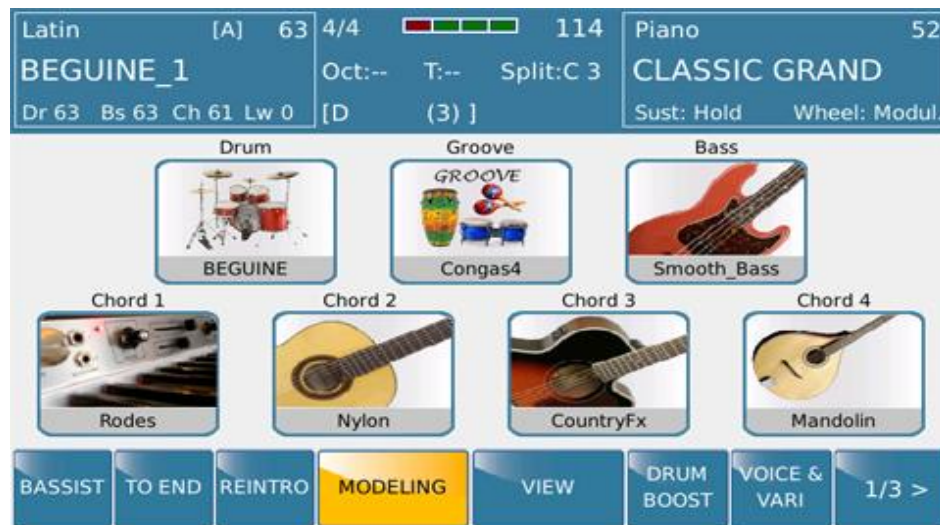 Latin [A] 63
BEGUINE_1
Dr 63 Bs 63 Ch 61 Lw 0
4/4 114
Oct:-- T:-- Split:C 3
[D (3) ]
Piano 52
CLASSIC GRAND
Sust: Hold Wheel: Modul.
Drum Groove Bass
GROOVE
BEGUINE Congas4 Smooth_Bass
Chord 1 Chord 2 Chord 3 Chord 4
Rodes Nylon CountryFx Mandolin
BASSIST TO END REINTRO MODELING VIEW DRUM BOOST VOICE & VARI 1/3 >